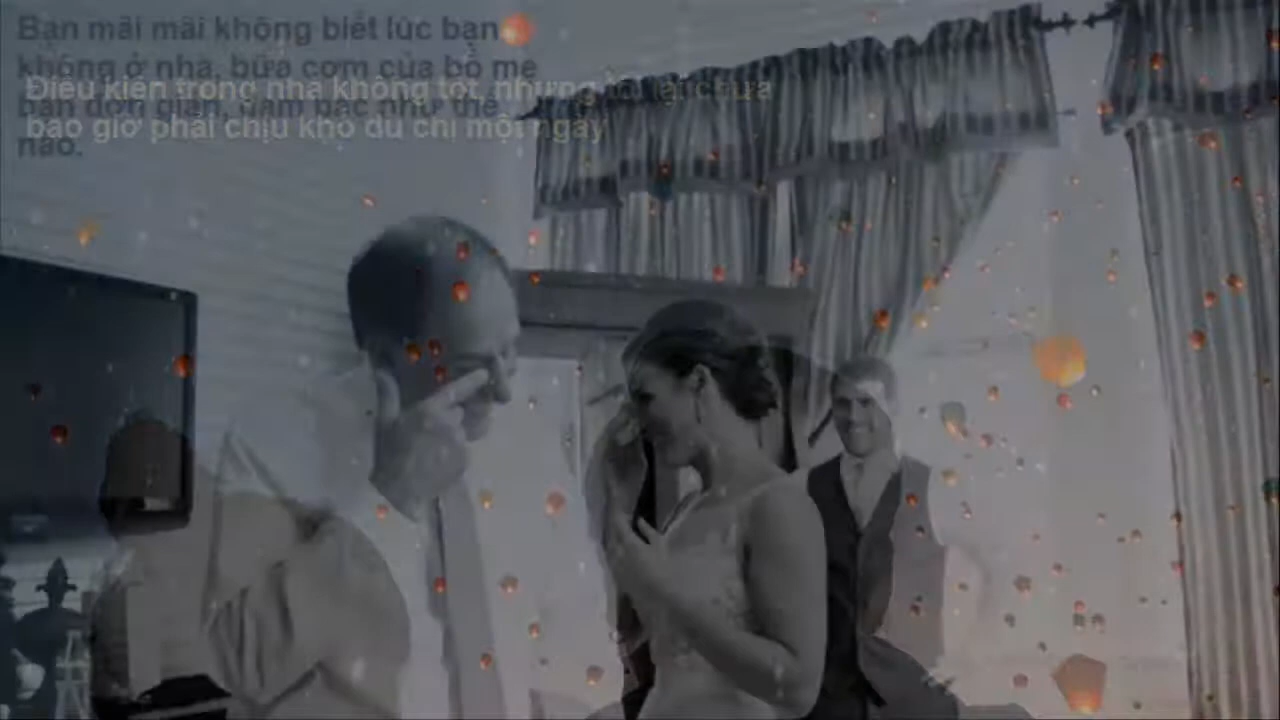 Bạn mãi mãi không biết lúc bạn
không ở nhà, bữa cơm của bố mẹ
bạn đơn giản, đạm bạc như thế
nào.
Điều kiện trong nhà không tốt, nhưng lại chưa
bao giờ phải chịu khổ dù chỉ một ngày